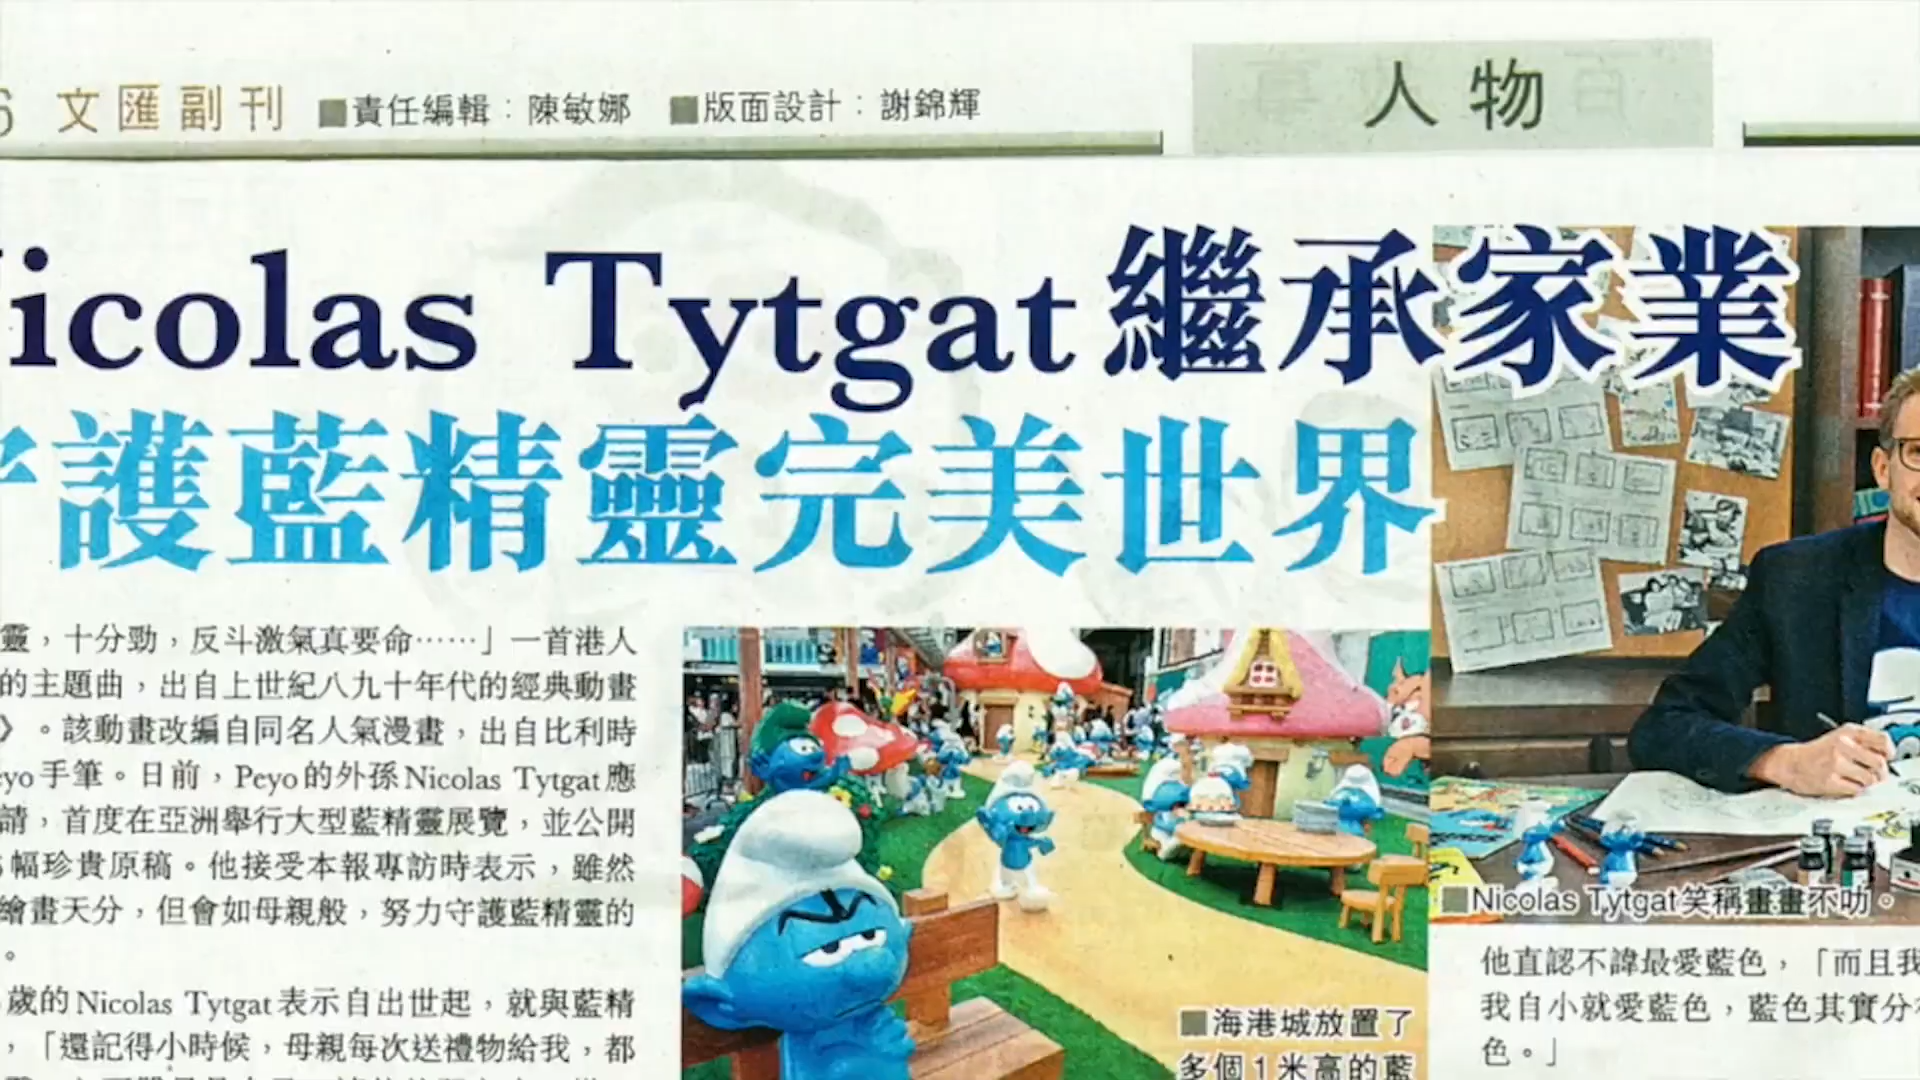 6 文匯副刊 ■責任編輯：陳敏娜 ■版面設計：謝錦輝
人物
Nicolas Tytgat繼承家業
守護藍精靈完美世界
靈，十分勁，反斗激氣真要命……」一首港人
的主題曲，出自上世紀八九十年代的經典動畫
》。該動畫改編自同名人氣漫畫，出自比利時
eyo手筆。日前，Peyo的外孫Nicolas Tytgat應
請，首度在亞洲舉行大型藍精靈展覽，並公開
幅珍貴原稿。他接受本報專訪時表示，雖然
繪畫天分，但會如母親般，努力守護藍精靈的
。
歲的Nicolas Tytgat表示自出世起，就與藍精
，「還記得小時候，母親每次送禮物給我，都
■海港城放置了
多個1米高的藍
■Nicolas Tytgat笑稱畫畫不叻。
他直認不諱最愛藍色，「而且我
我自小就愛藍色，藍色其實分
色。」